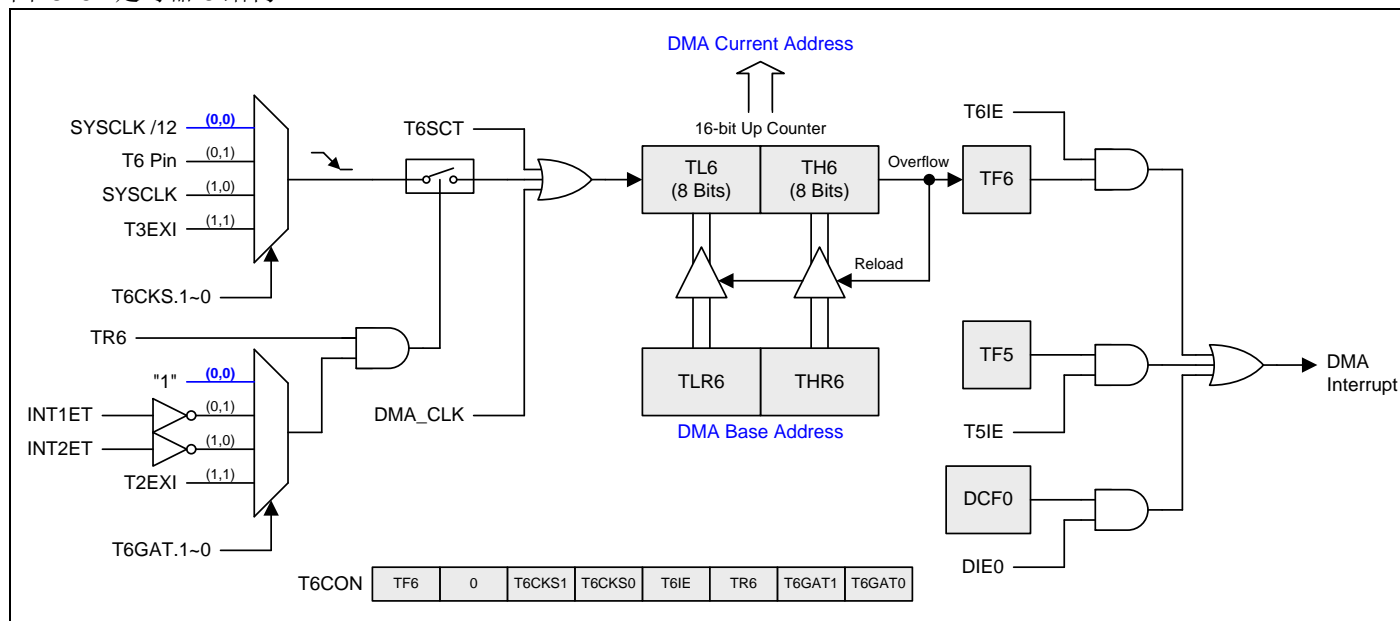 DMA Current Address
SYSCLK /12
(0,0)
T6 Pin
(0,1)
SYSCLK
(1,0)
T3EXI
(1,1)
T6CKS.1~0
T6SCT
16-bit Up Counter
TL6
(8 Bits)
TH6
(8 Bits)
Overflow
TF6
T6IE
Reload
TR6
"1"
(0,0)
INT1ET
(0,1)
INT2ET
(1,0)
T2EXI
(1,1)
T6GAT.1~0
DMA_CLK
TLR6
THR6
DMA Base Address
TF5
T5IE
DMA
Interrupt
DCF0
DIE0
T6CON
TF6
0
T6CKS1
T6CKS0
T6IE
TR6
T6GAT1
T6GAT0